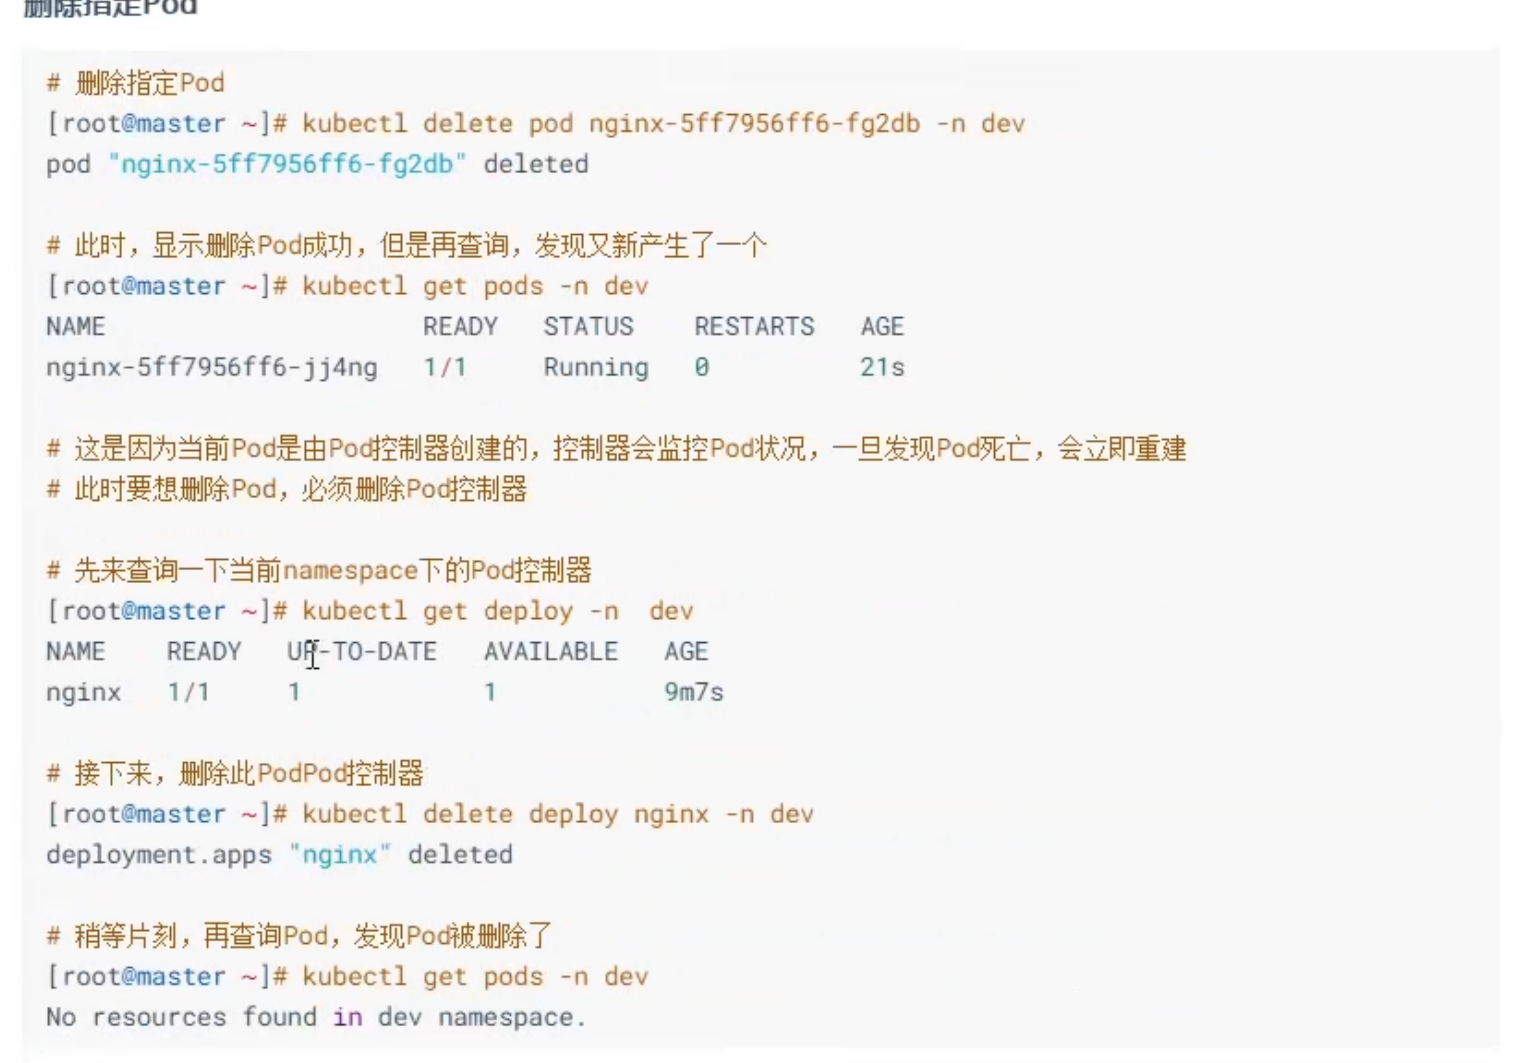 删除指定Pod
# 删除指定Pod
[root@master ~]# kubectl delete pod nginx-5ff7956ff6-fg2db -n dev
pod "nginx-5ff7956ff6-fg2db" deleted
# 此时，显示删除Pod成功，但是再查询，发现又新产生了一个
[root@master ~]# kubectl get pods -n dev
NAME READY STATUS RESTARTS AGE
nginx-5ff7956ff6-jj4ng 1/1 Running 0 21s
# 这是因为当前Pod是由Pod控制器创建的，控制器会监控Pod状况，一旦发现Pod死亡，会立即重建
# 此时要想删除Pod，必须删除Pod控制器
# 先来查询一下当前namespace下的Pod控制器
[root@master ~]# kubectl get deploy -n  dev
NAME READY UP-TO-DATE AVAILABLE AGE
nginx 1/1 1 1 9m7s
# 接下来，删除此PodPod控制器
[root@master ~]# kubectl delete deploy nginx -n dev
deployment.apps "nginx" deleted
# 稍等片刻，再查询Pod，发现Pod被删除了
[root@master ~]# kubectl get pods -n dev
No resources found in dev namespace.